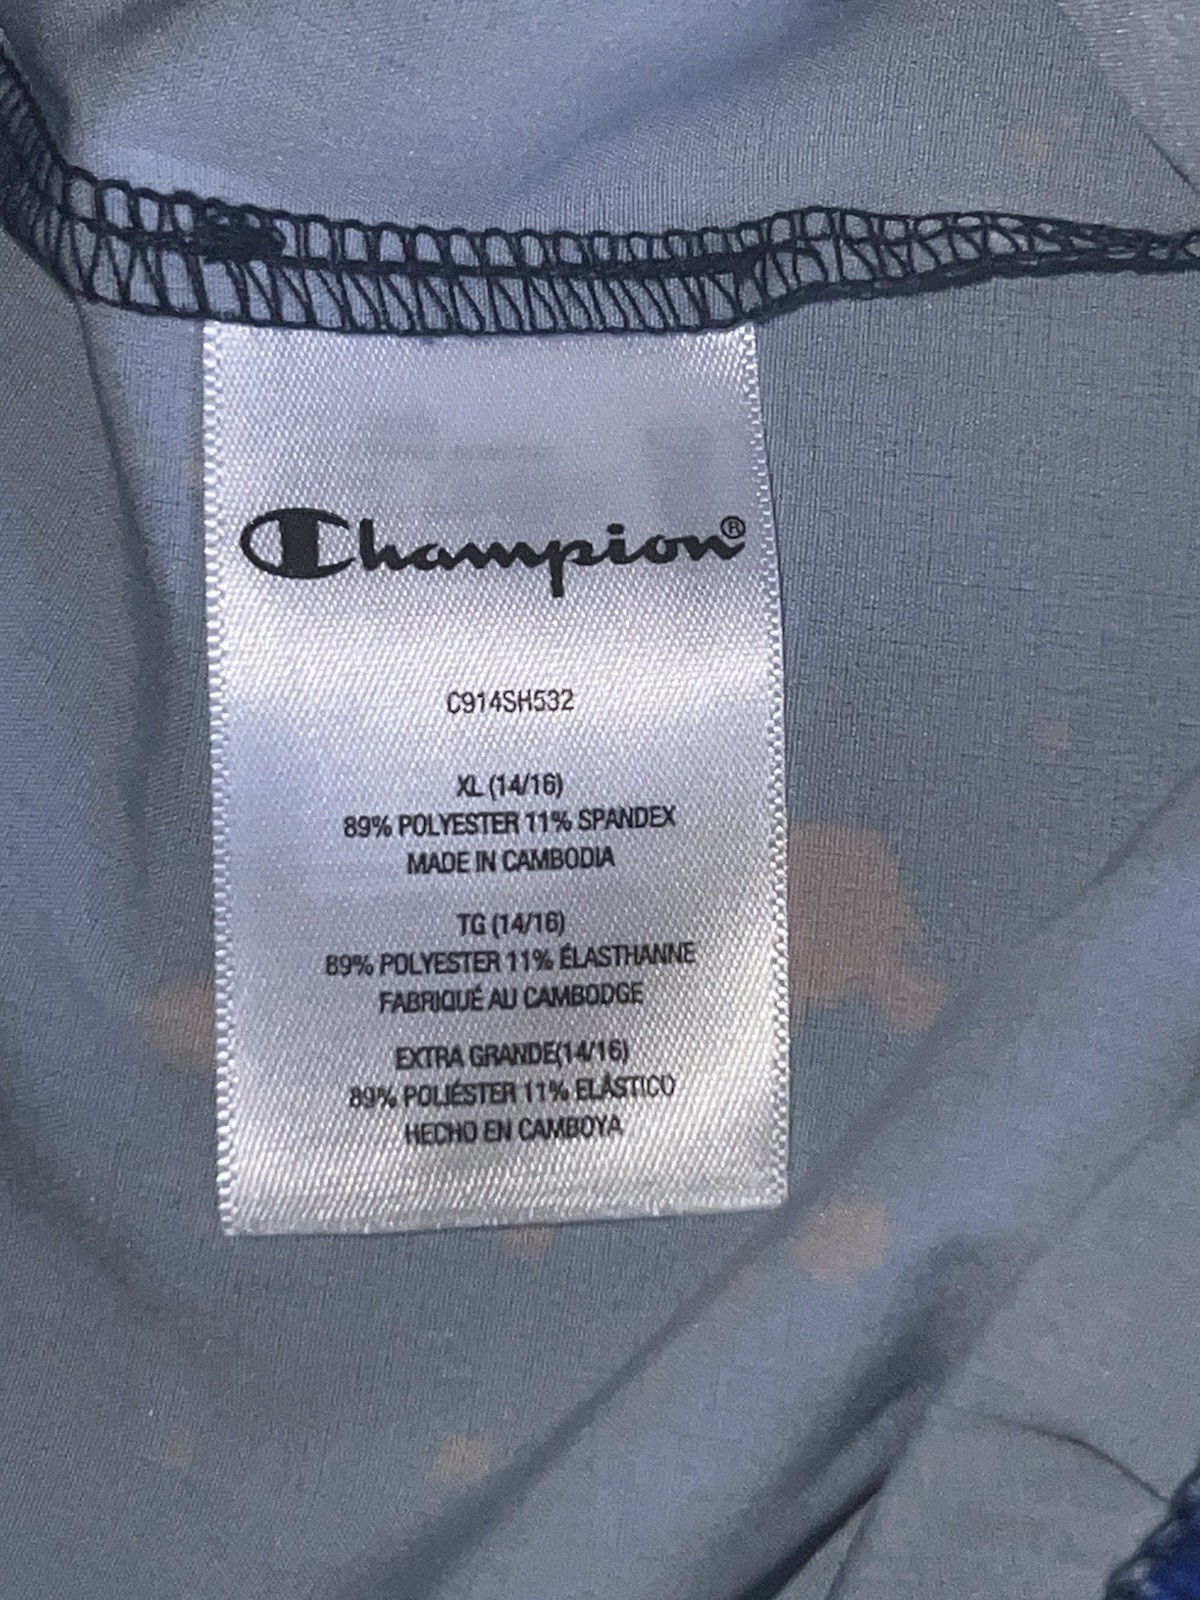 Champion®
C914SH532
XL (14/16)
89% POLYESTER 11% SPANDEX
MADE IN CAMBODIA
TG (14/16)
89% POLYESTER 11% ÉLASTHANNE
FABRIQUÉ AU CAMBODGE
EXTRA GRANDE(14/16)
89% POLIÉSTER 11% ELÁSTICO
HECHO EN CAMBOYA